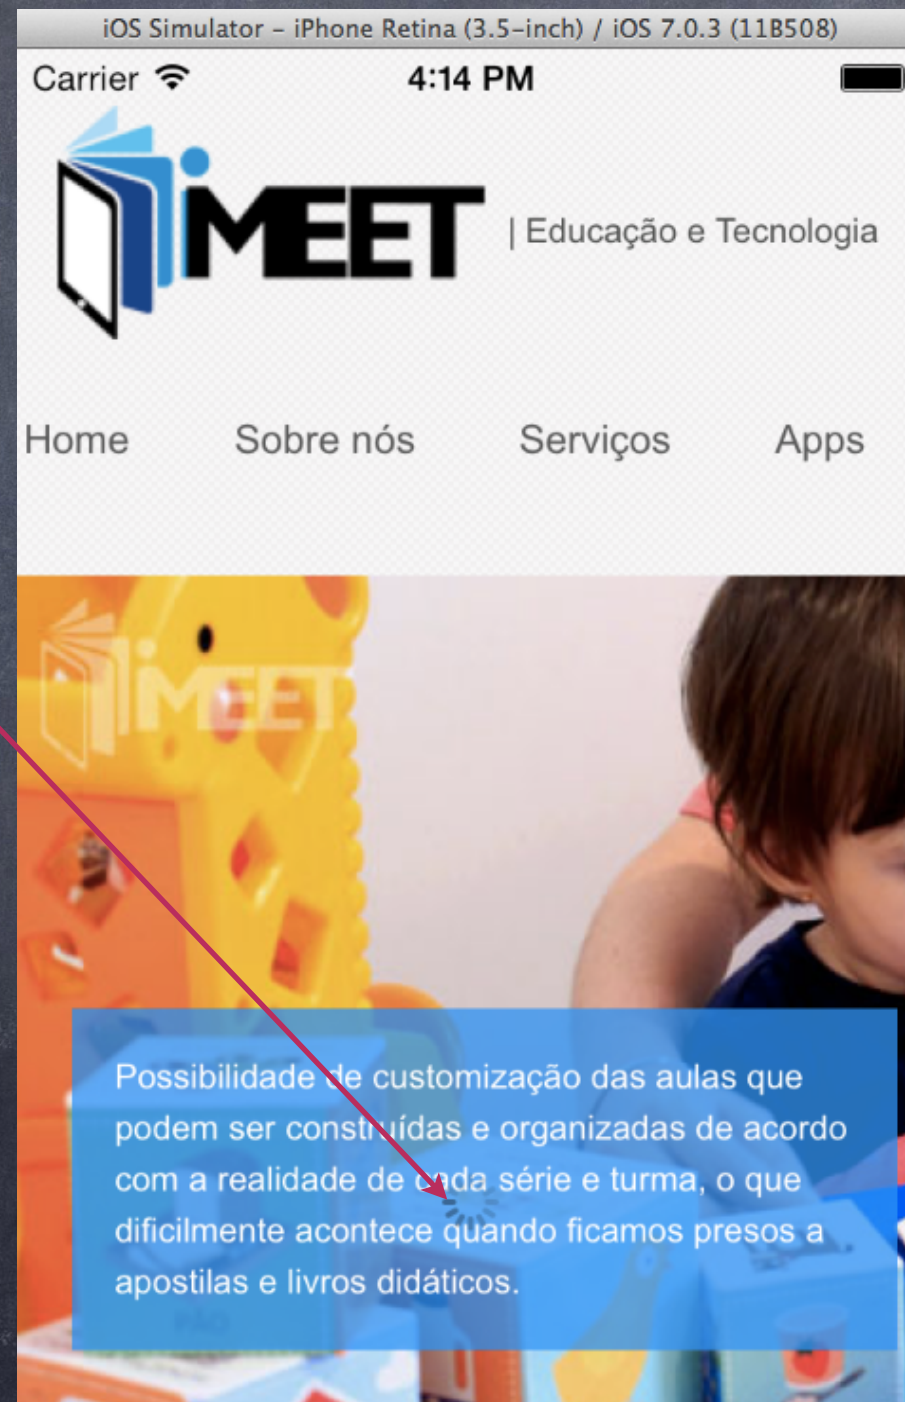 iOS Simulator – iPhone Retina (3.5-inch) / iOS 7.0.3 (11B508)
Carrier 4:14 PM
iMEET | Educação e Tecnologia
Home Sobre nós Serviços Apps
iMEET
Possibilidade de customização das aulas que
podem ser construídas e organizadas de acordo
com a realidade de cada série e turma, o que
dificilmente acontece quando ficamos presos a
apostilas e livros didáticos.
PÃO